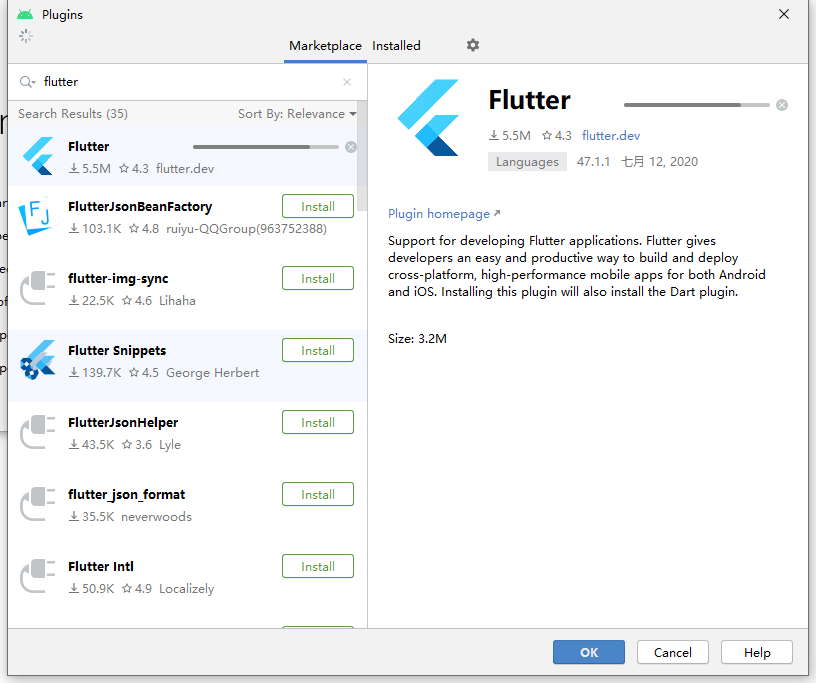 Plugins
Marketplace Installed
flutter
Search Results (35) Sort By: Relevance
Flutter
5.5M 4.3 flutter.dev
FlutterJsonBeanFactory Install
103.1K 4.8 ruiyu-QQGroup(963752388)
flutter-img-sync Install
22.5K 4.6 Lihaha
Flutter Snippets Install
139.7K 4.5 George Herbert
FlutterJsonHelper Install
43.5K 3.6 Lyle
flutter_json_format Install
35.5K neverwoods
Flutter Intl Install
50.9K 4.9 Localizely
Flutter
5.5M 4.3 flutter.dev
Languages 47.1.1 七月 12, 2020
Plugin homepage
Support for developing Flutter applications. Flutter gives
developers an easy and productive way to build and deploy
cross-platform, high-performance mobile apps for both Android
and iOS. Installing this plugin will also install the Dart plugin.
Size: 3.2M
OK Cancel Help